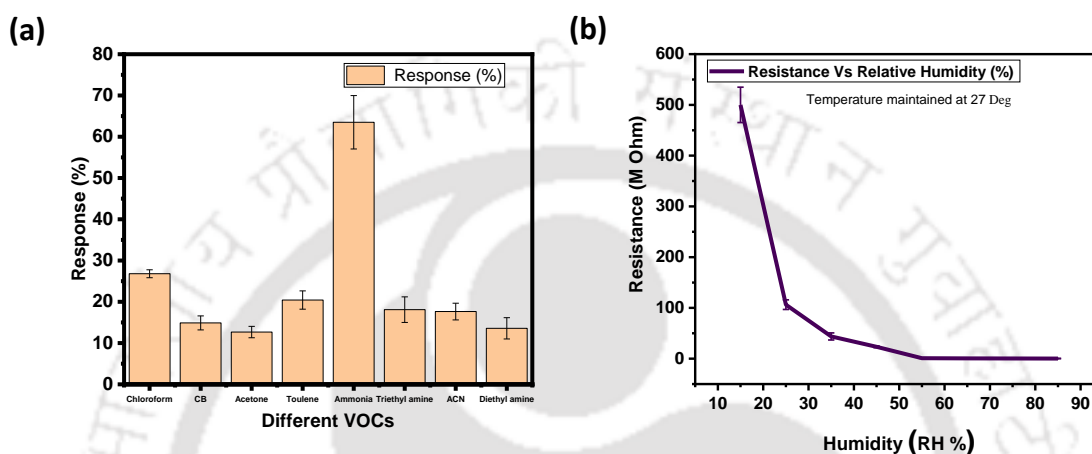 (a)
80
70
60
50
40
30
20
10
0
Response (%)
Response (%)
Chloroform CB Acetone Toulene Ammonia Triethyl amine ACN Diethyl amine
Different VOCs
(b)
600
500
400
300
200
100
0
Resistance (M Ohm)
Resistance Vs Relative Humidity (%)
Temperature maintained at 27 Deg
10 20 30 40 50 60 70 80 90
Humidity (RH %)